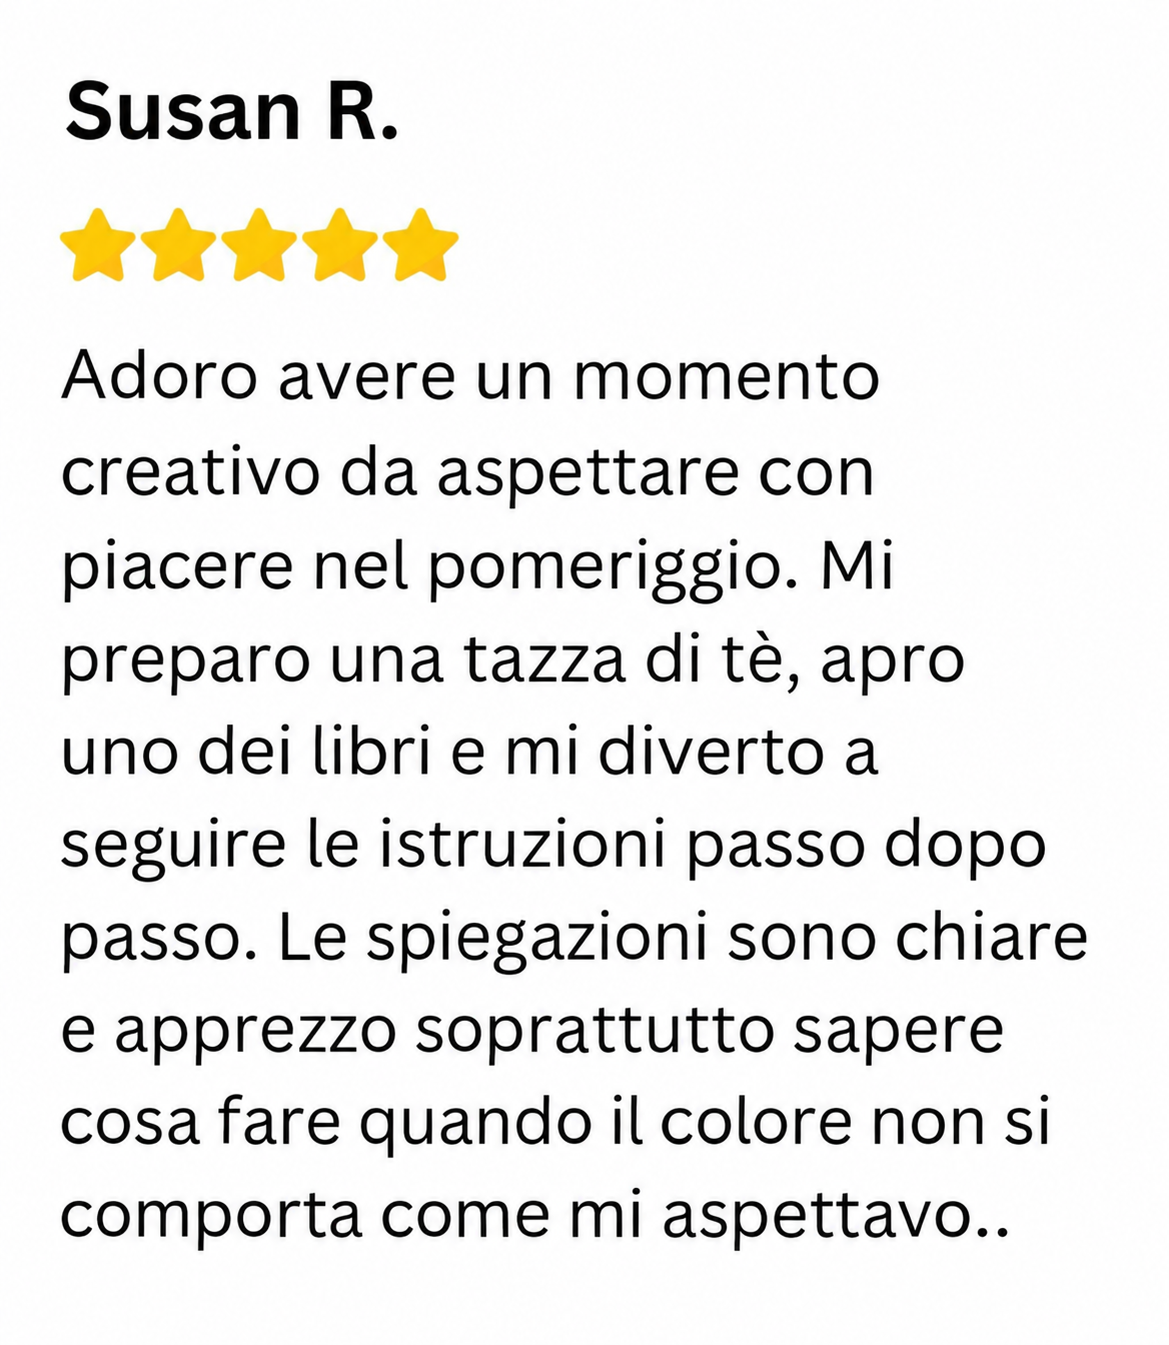 Susan R.
Adoro avere un momento
creativo da aspettare con
piacere nel pomeriggio. Mi
preparo una tazza di tè, apro
uno dei libri e mi diverto a
seguire le istruzioni passo dopo
passo. Le spiegazioni sono chiare
e apprezzo soprattutto sapere
cosa fare quando il colore non si
comporta come mi aspettavo..